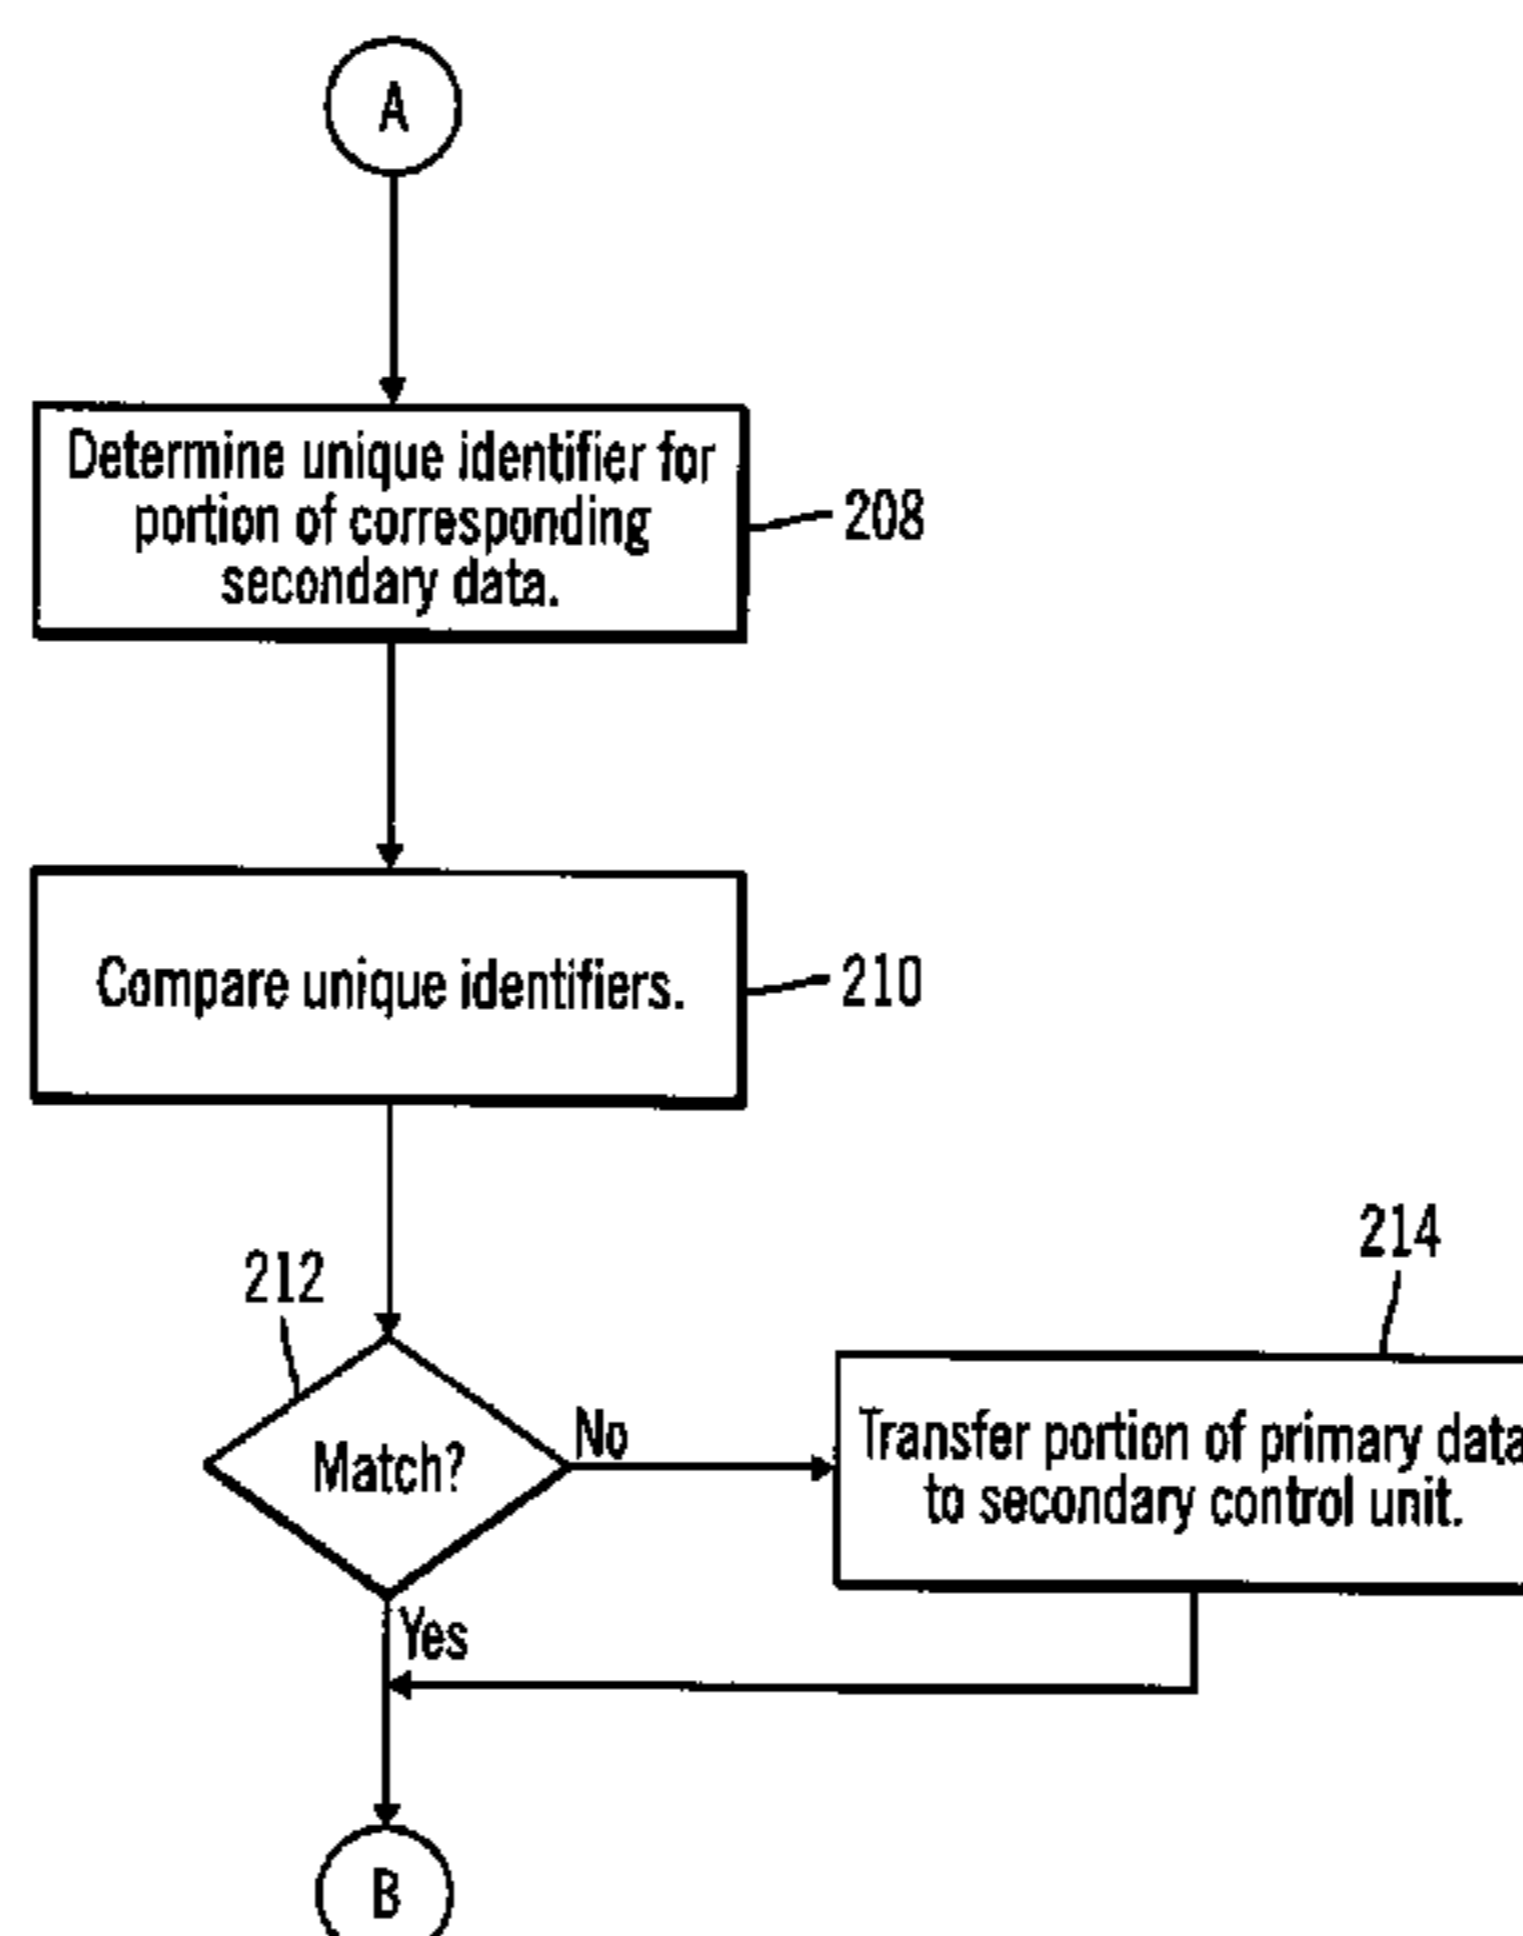 A
Determine unique identifier for
portion of corresponding
secondary data.
208
Compare unique identifiers.
210
212
214
Match?
No
Transfer portion of primary data
to secondary control unit.
Yes
B